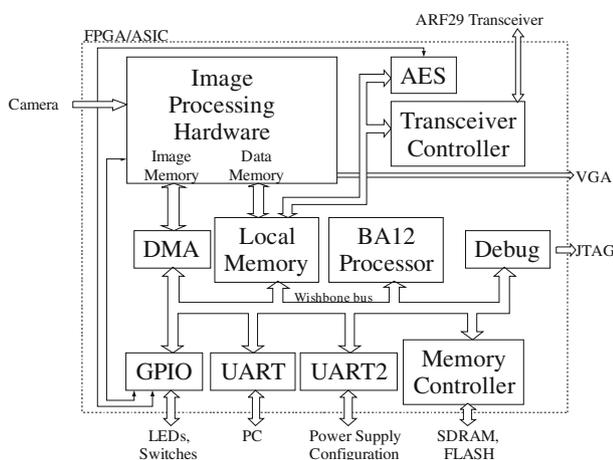 ARF29 Transceiver
FPGA/ASIC
Camera
Image
Processing
Hardware
Image
Memory
Data
Memory
AES
Transceiver
Controller
VGA
DMA
Local
Memory
BA12
Processor
Debug
JTAG
Wishbone bus
GPIO
UART
UART2
Memory
Controller
LEDs,
Switches
PC
Power Supply
Configuration
SDRAM,
FLASH